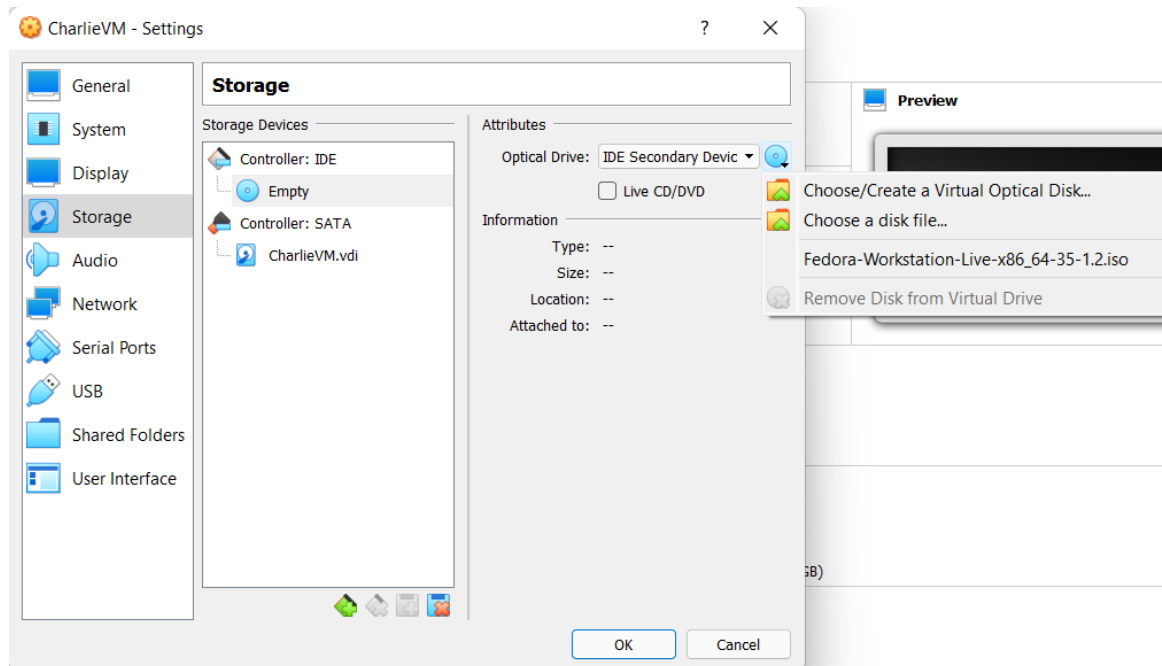 CharlieVM - Settings
?
General
System
Display
Storage
Audio
Network
Serial Ports
USB
Shared Folders
User Interface
Storage
Storage Devices
Controller: IDE
Empty
Controller: SATA
CharlieVM.vdi
Attributes
Optical Drive: IDE Secondary Devic
Live CD/DVD
Information
Type: --
Size: --
Location: --
Attached to: --
OK
Cancel
Preview
Choose/Create a Virtual Optical Disk...
Choose a disk file...
Fedora-Workstation-Live-x86_64-35-1.2.iso
Remove Disk from Virtual Drive
GB)